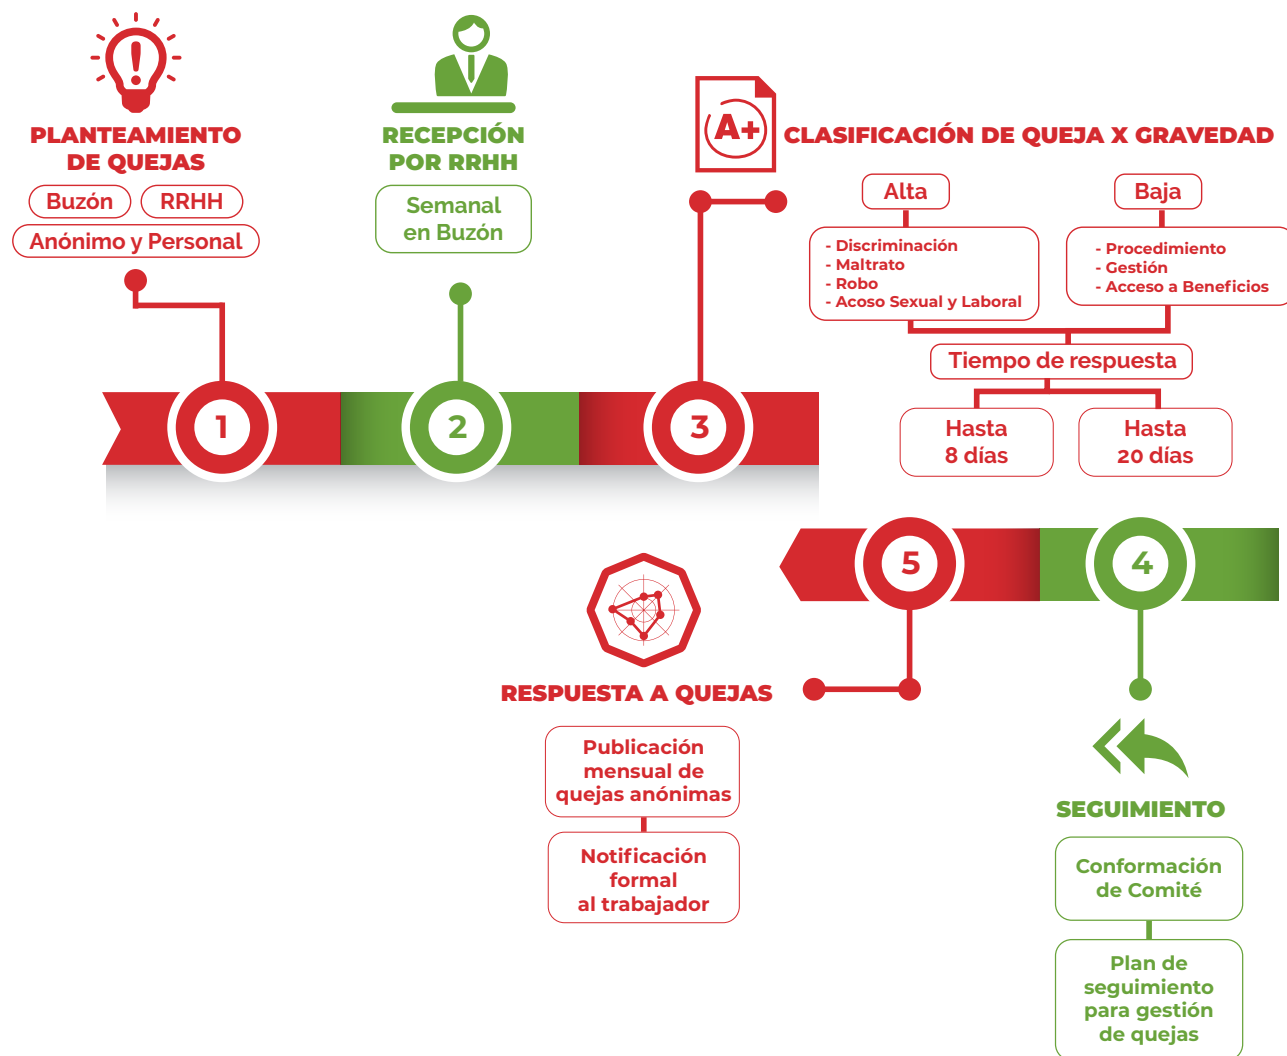 PLANTEAMIENTO
DE QUEJAS
Buzón
RRHH
Anónimo y Personal
1
RECEPCIÓN
POR RRHH
Semanal
en Buzón
2
A+
CLASIFICACIÓN DE QUEJA X GRAVEDAD
Alta
- Discriminación
- Maltrato
- Robo
- Acoso Sexual y Laboral
Baja
- Procedimiento
- Gestión
- Acceso a Beneficios
Tiempo de respuesta
Hasta
8 días
Hasta
20 días
3
4
SEGUIMIENTO
Conformación
de Comité
Plan de
seguimiento
para gestión
de quejas
5
RESPUESTA A QUEJAS
Publicación
mensual de
quejas anónimas
Notificación
formal
al trabajador